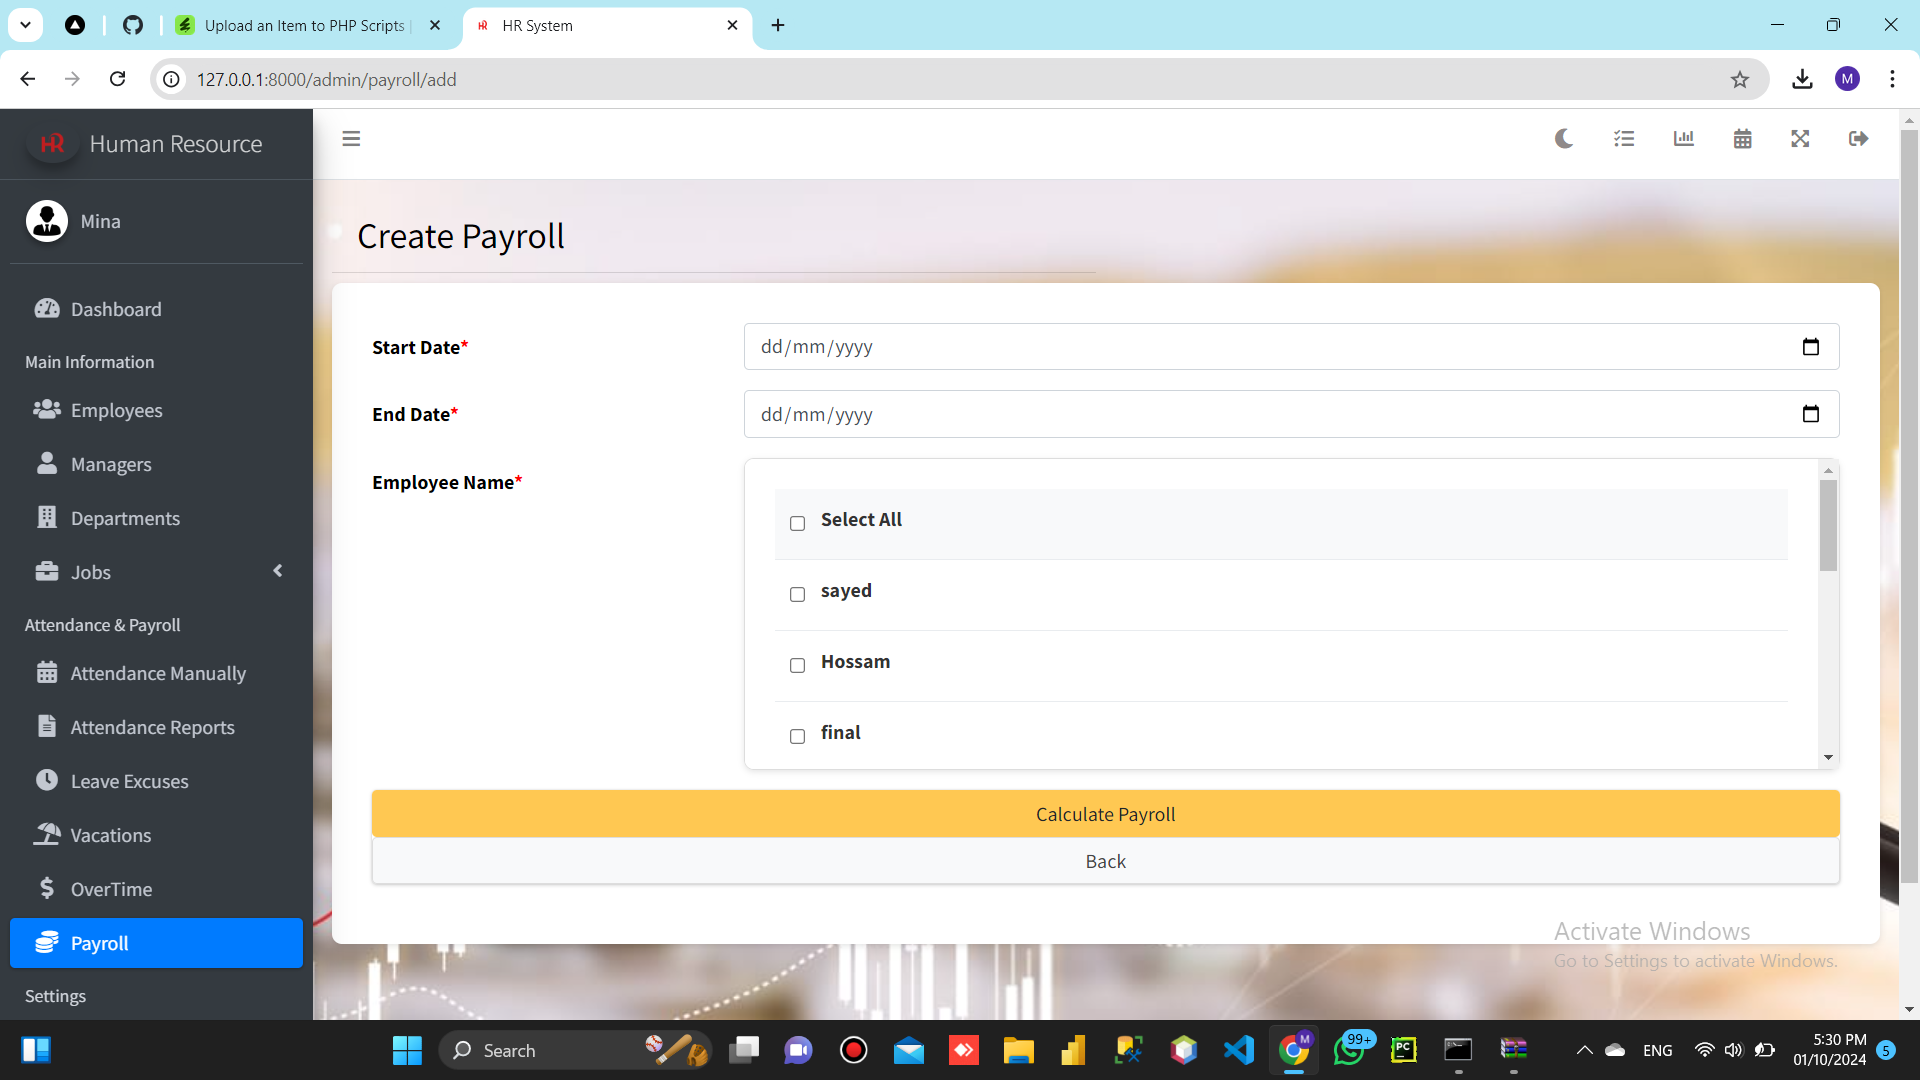 Upload an Item to PHP Scripts |
HR System
127.0.0.1:8000/admin/payroll/add
M
HR
Human Resource
Mina
Dashboard
Main Information
Employees
Managers
Departments
Jobs
Attendance & Payroll
Attendance Manually
Attendance Reports
Leave Excuses
Vacations
OverTime
Payroll
Settings
Create Payroll
Start Date*
dd/mm/yyyy
End Date*
dd/mm/yyyy
Employee Name*
Select All
sayed
Hossam
final
Calculate Payroll
Back
Activate Windows
Go to Settings to activate Windows.
Search
M
99+
PC
ENG
5:30 PM
01/10/2024
5